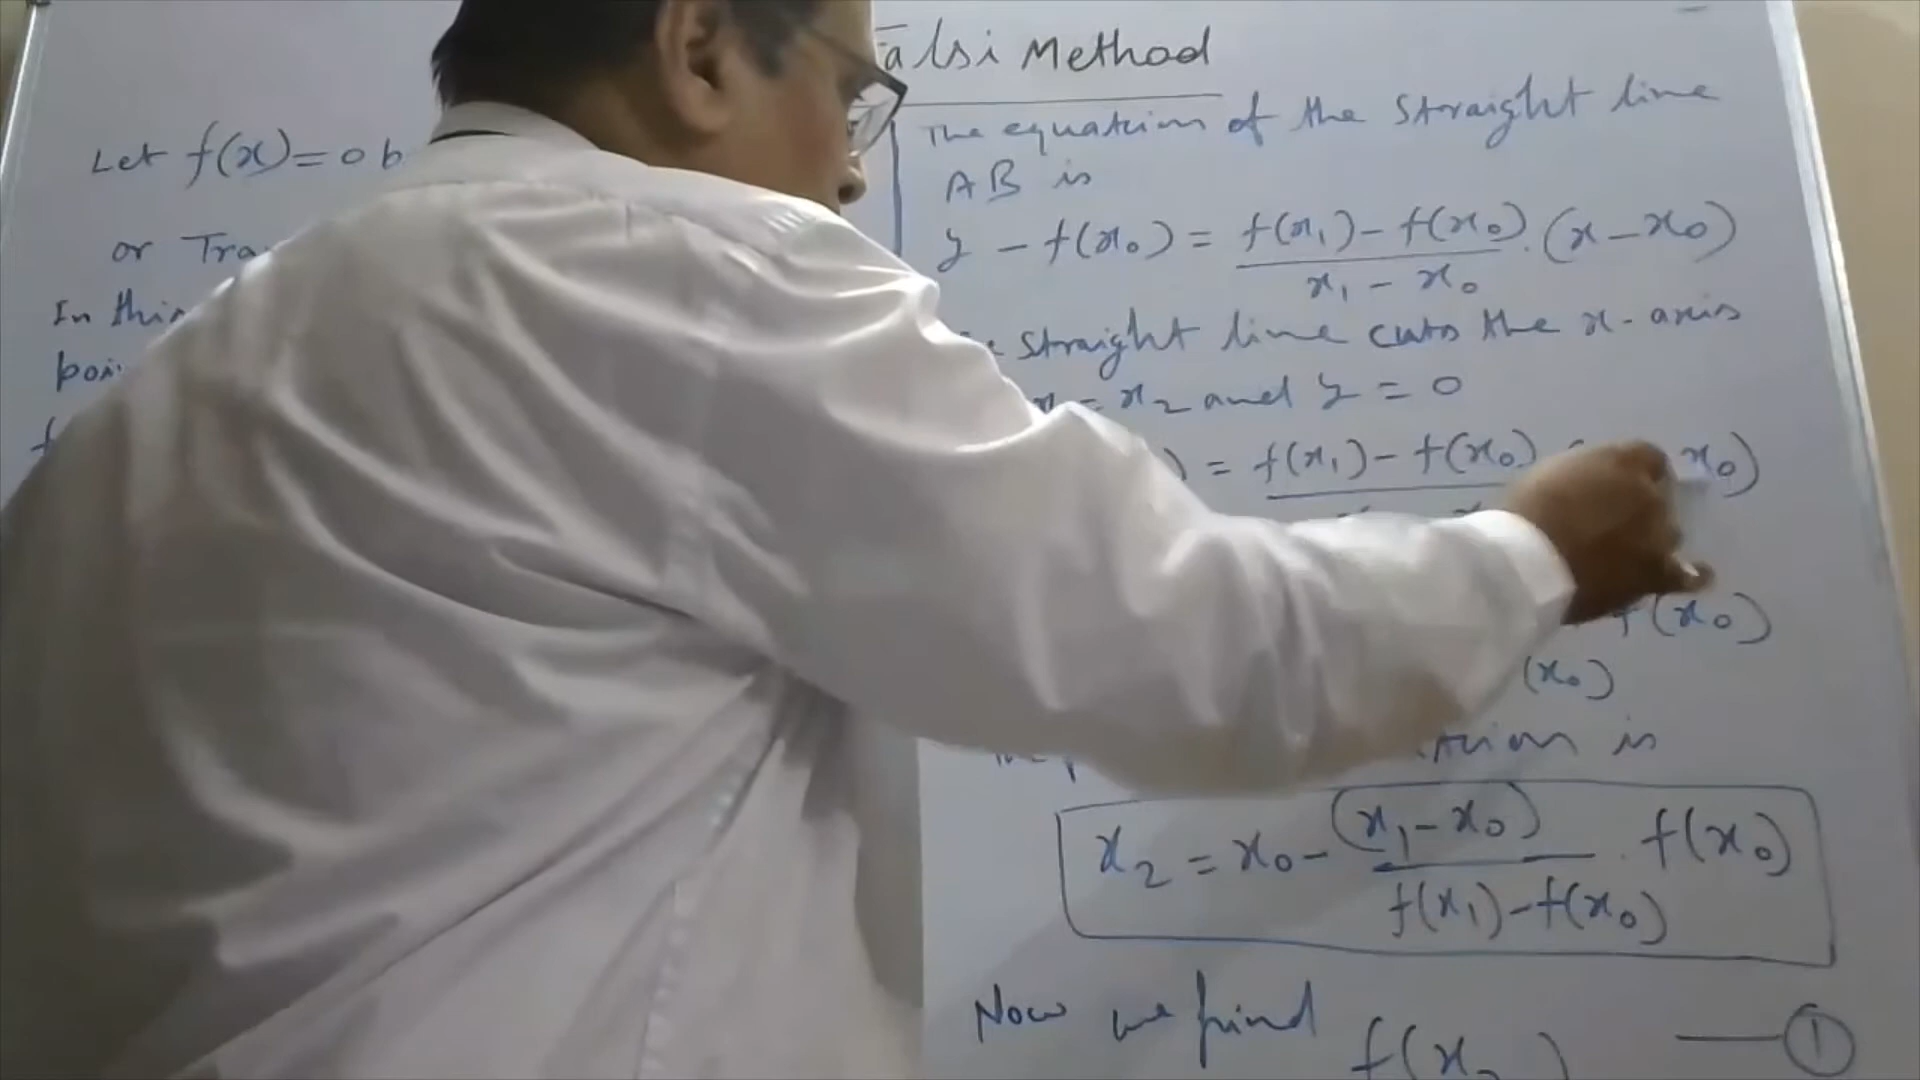 alsi Method
Let f(x)=0 b
or Tra
In this
poi
The equation of the straight line
AB is
y - f(x₀) = f(x₁) - f(x₀) / x₁ - x₀ . (x - x₀)
straight line cuts the x-axis
x = x₂ and y = 0
) = f(x₁) - f(x₀) x₀)
f(x₀)
(x₀)
is
x₂ = x₀ - (x₁ - x₀) / f(x₁) - f(x₀) . f(x₀)
Now we find f(x₂) — ①